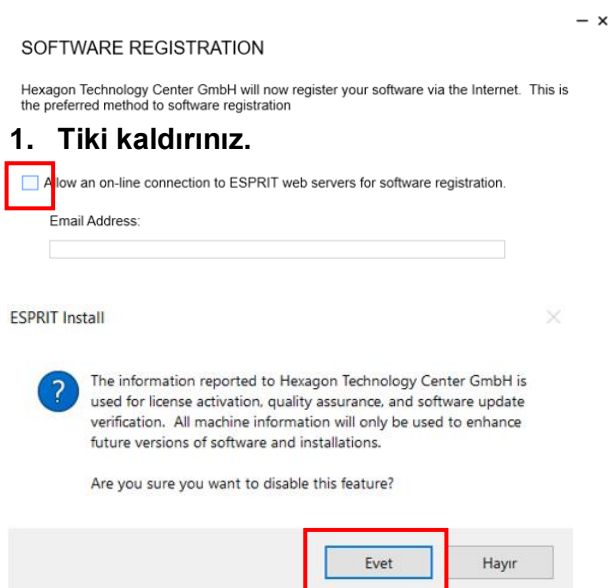 SOFTWARE REGISTRATION
Hexagon Technology Center GmbH will now register your software via the Internet. This is
the preferred method to software registration
1. Tiki kaldırınız.
Allow an on-line connection to ESPRIT web servers for software registration.
Email Address:
ESPRIT Install
The information reported to Hexagon Technology Center GmbH is
used for license activation, quality assurance, and software update
verification. All machine information will only be used to enhance
future versions of software and installations.
Are you sure you want to disable this feature?
Evet
Hayır